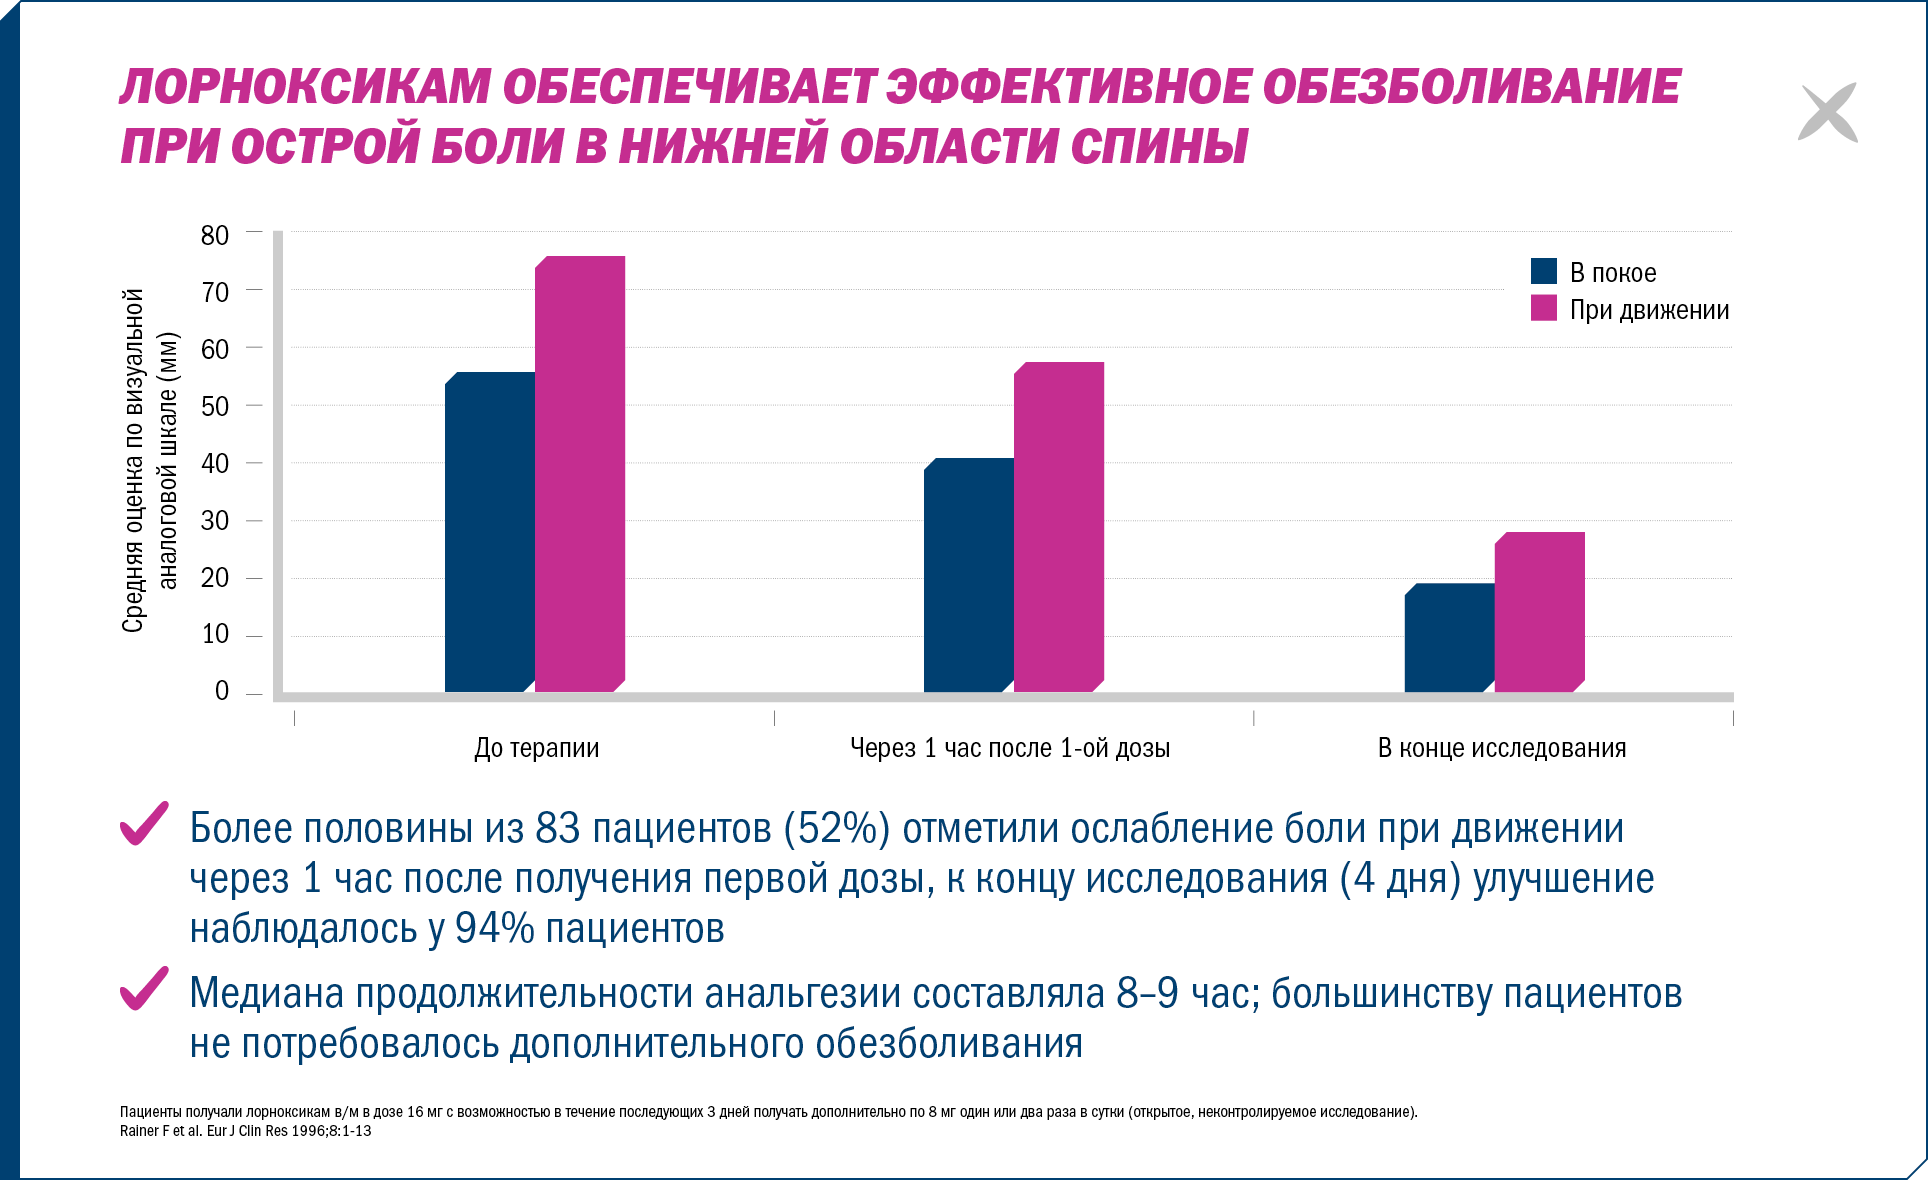 ЛОРНОКСИКАМ ОБЕСПЕЧИВАЕТ ЭФФЕКТИВНОЕ ОБЕЗБОЛИВАНИЕ
ПРИ ОСТРОЙ БОЛИ В НИЖНЕЙ ОБЛАСТИ СПИНЫ
Средняя оценка по визуальной
аналоговой шкале (мм)
80
70
60
50
40
30
20
10
0
В покое
При движении
До терапии
Через 1 час после 1-ой дозы
В конце исследования
Более половины из 83 пациентов (52%) отметили ослабление боли при движении
через 1 час после получения первой дозы, к концу исследования (4 дня) улучшение
наблюдалось у 94% пациентов
Медиана продолжительности анальгезии составляла 8–9 час; большинству пациентов
не потребовалось дополнительного обезболивания
Пациенты получали лорноксикам в/м в дозе 16 мг с возможностью в течение последующих 3 дней получать дополнительно по 8 мг один или два раза в сутки (открытое, неконтролируемое исследование).
Rainer F et al. Eur J Clin Res 1996;8:1-13